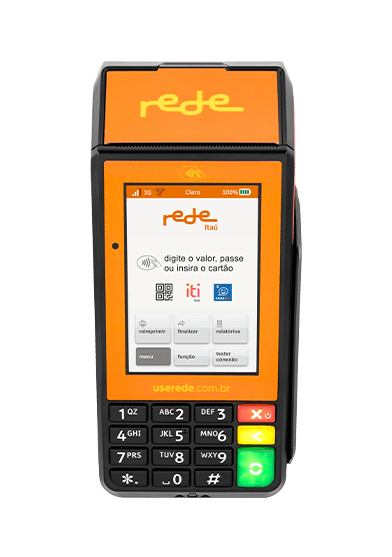 rede
3G Claro 100%
rede
Itaú
digite o valor, passe
ou insira o cartão
iti
reimprimir finalizar relatórios
menu função testar
conexão
userede.com.br
1 QZ ABC 2 DEF 3
4 GHI JKL 5 MNO 6 <
7 PRS TUV 8 WXY 9
*. 0 #